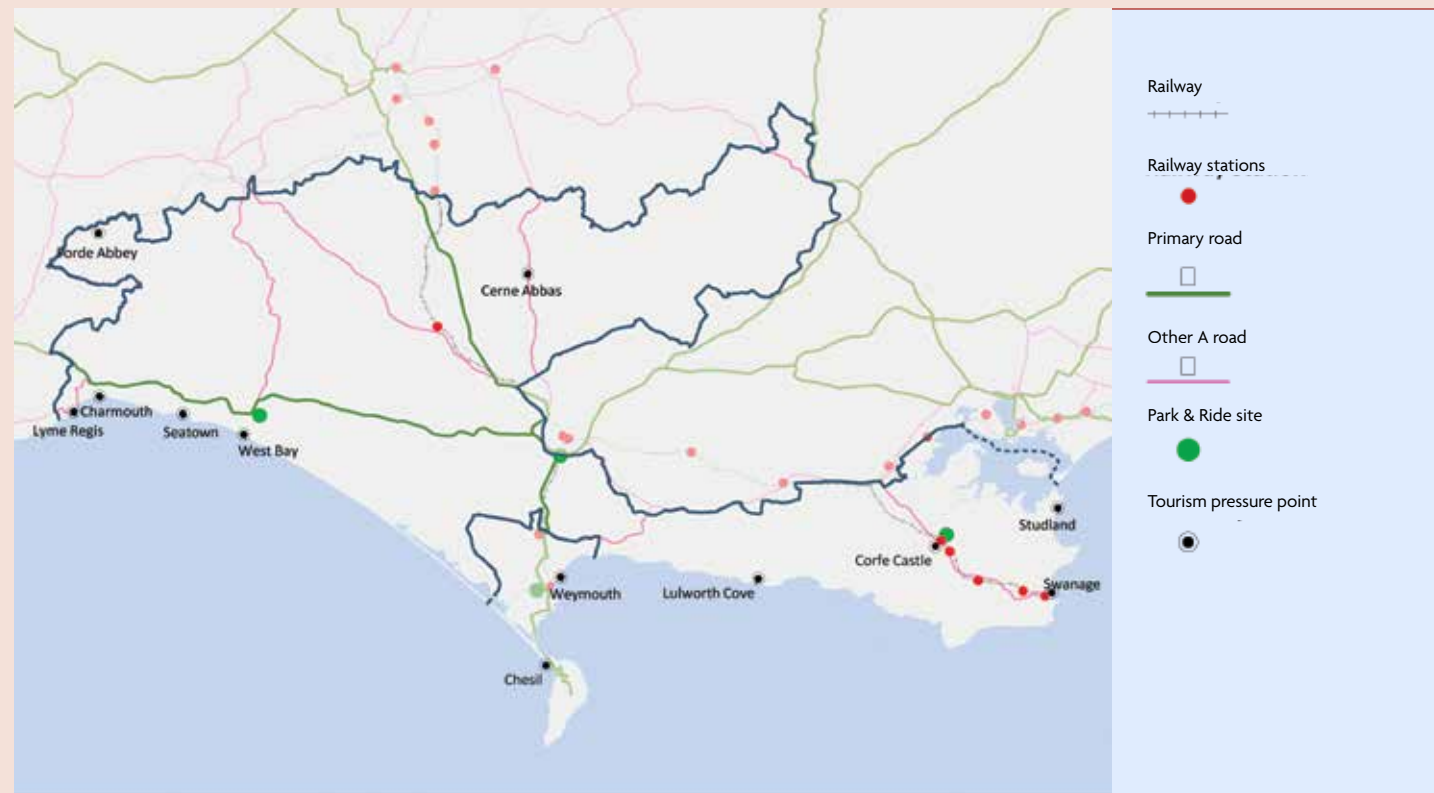 Railway
Railway stations
Primary road
Other A road
Park & Ride site
Tourism pressure point
Forde Abbey
Cerne Abbas
Charmouth
Lyme Regis
Seatown
West Bay
Studland
Corfe Castle
Swanage
Weymouth
Lulworth Cove
Chesil